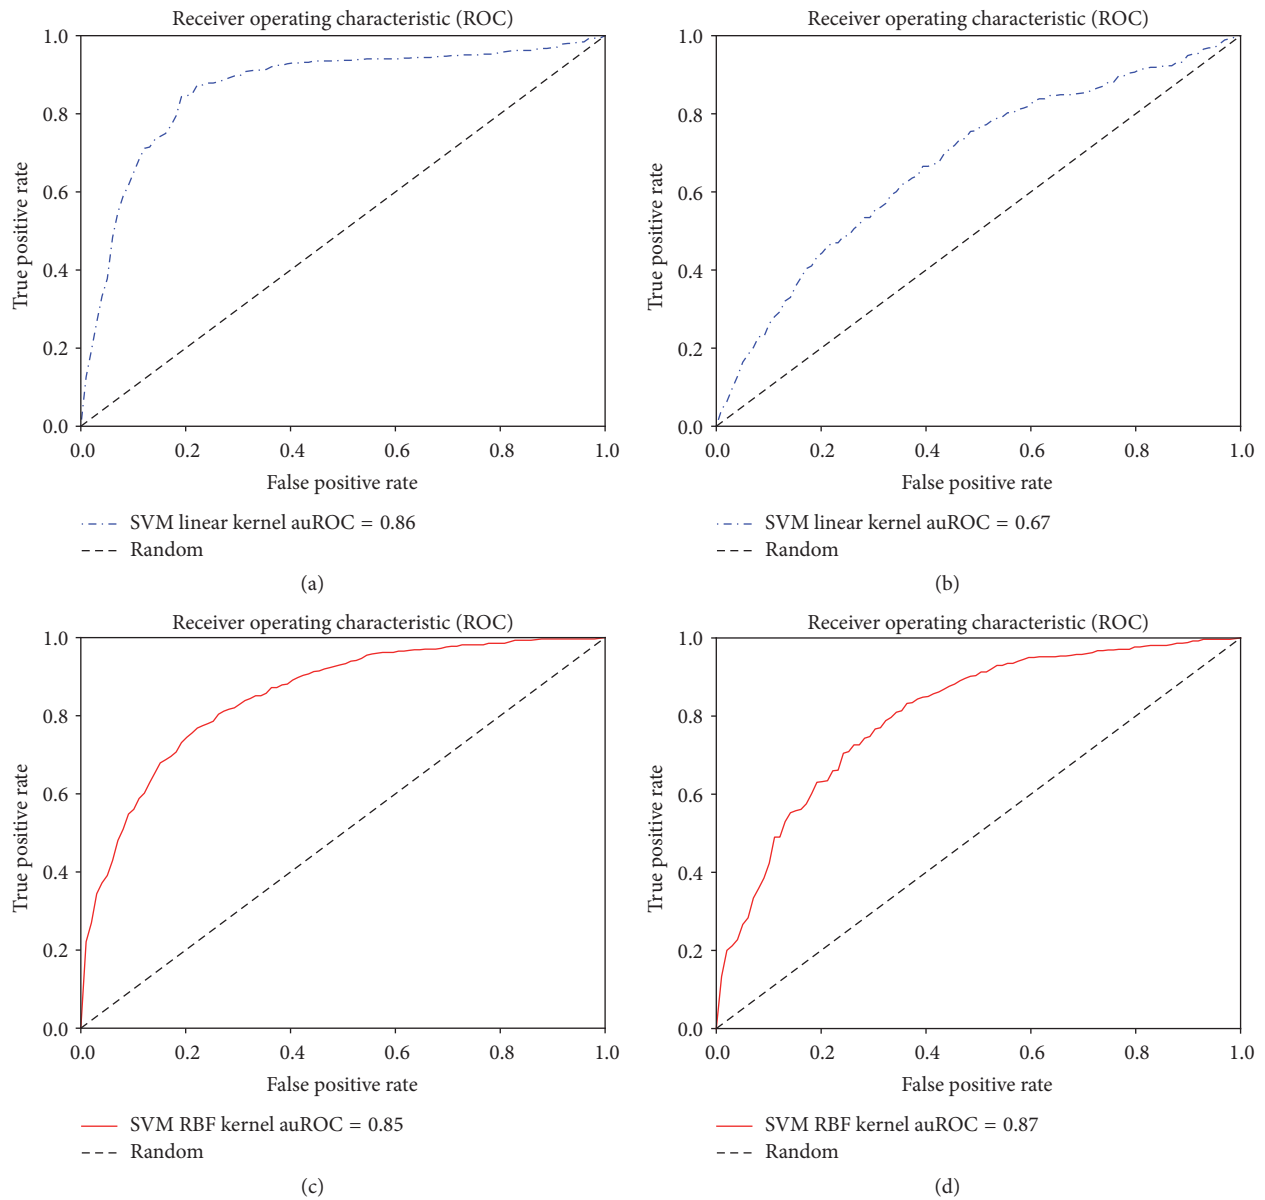 Receiver operating characteristic (ROC)
1.0
0.8
0.6
0.4
0.2
0.0
True positive rate
0.0 0.2 0.4 0.6 0.8 1.0
False positive rate
SVM linear kernel auROC = 0.86
Random
(a)
Receiver operating characteristic (ROC)
1.0
0.8
0.6
0.4
0.2
0.0
True positive rate
0.0 0.2 0.4 0.6 0.8 1.0
False positive rate
SVM linear kernel auROC = 0.67
Random
(b)
Receiver operating characteristic (ROC)
1.0
0.8
0.6
0.4
0.2
0.0
True positive rate
0.0 0.2 0.4 0.6 0.8 1.0
False positive rate
SVM RBF kernel auROC = 0.85
Random
(c)
Receiver operating characteristic (ROC)
1.0
0.8
0.6
0.4
0.2
0.0
True positive rate
0.0 0.2 0.4 0.6 0.8 1.0
False positive rate
SVM RBF kernel auROC = 0.87
Random
(d)